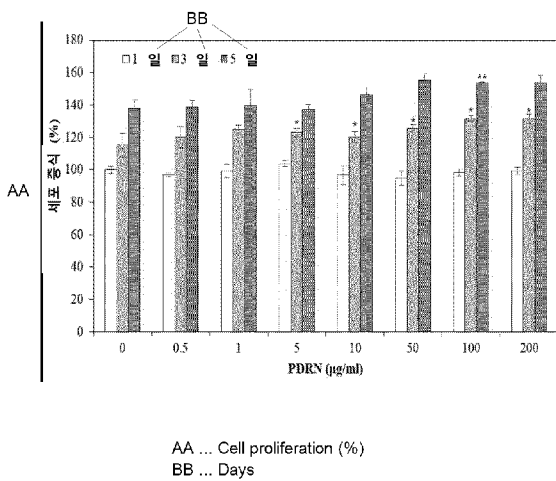 BB
180
□ 1 일 ▒ 3 일 ▓ 5 일
160
140
120
100
80
60
40
20
0
AA
세포 증식 (%)
* * * ** * *
0 0.5 1 5 10 50 100 200
PDRN (μg/ml)
AA ... Cell proliferation (%)
BB ... Days